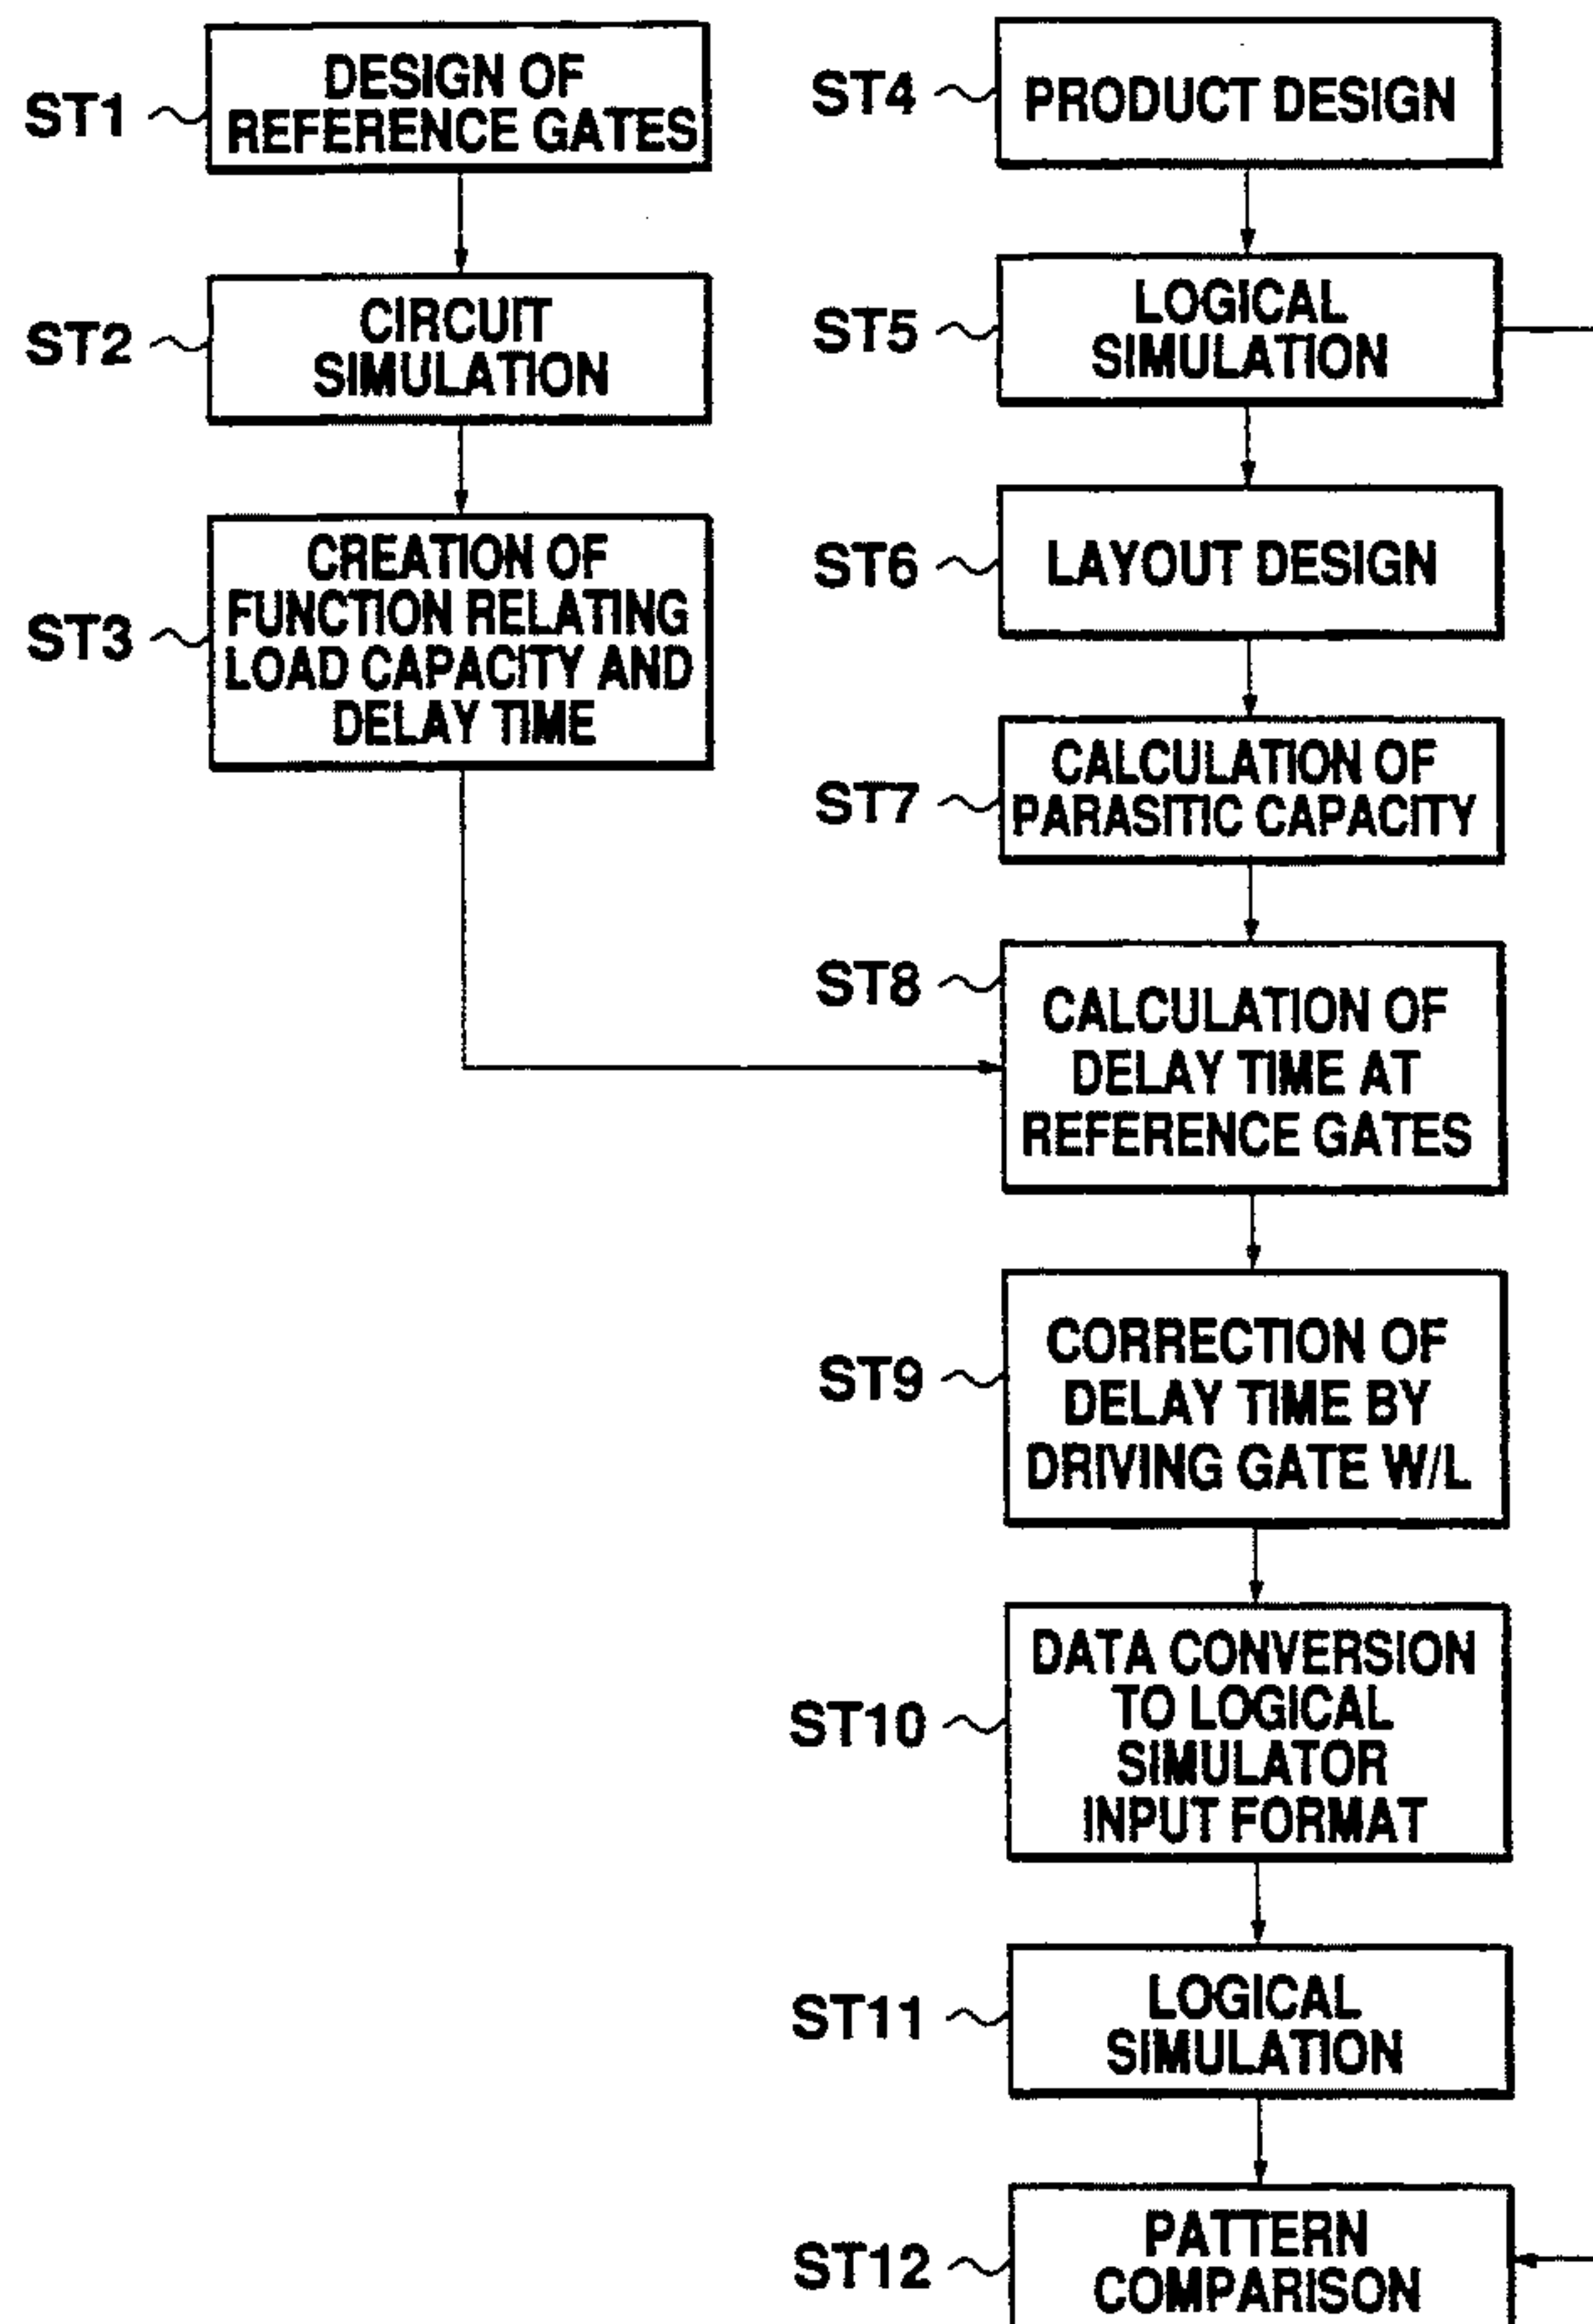 ST1
DESIGN OF
REFERENCE GATES
ST2
CIRCUIT
SIMULATION
ST3
CREATION OF
FUNCTION RELATING
LOAD CAPACITY AND
DELAY TIME
ST4
PRODUCT DESIGN
ST5
LOGICAL
SIMULATION
ST6
LAYOUT DESIGN
ST7
CALCULATION OF
PARASITIC CAPACITY
ST8
CALCULATION OF
DELAY TIME AT
REFERENCE GATES
ST9
CORRECTION OF
DELAY TIME BY
DRIVING GATE W/L
ST10
DATA CONVERSION
TO LOGICAL
SIMULATOR
INPUT FORMAT
ST11
LOGICAL
SIMULATION
ST12
PATTERN
COMPARISON